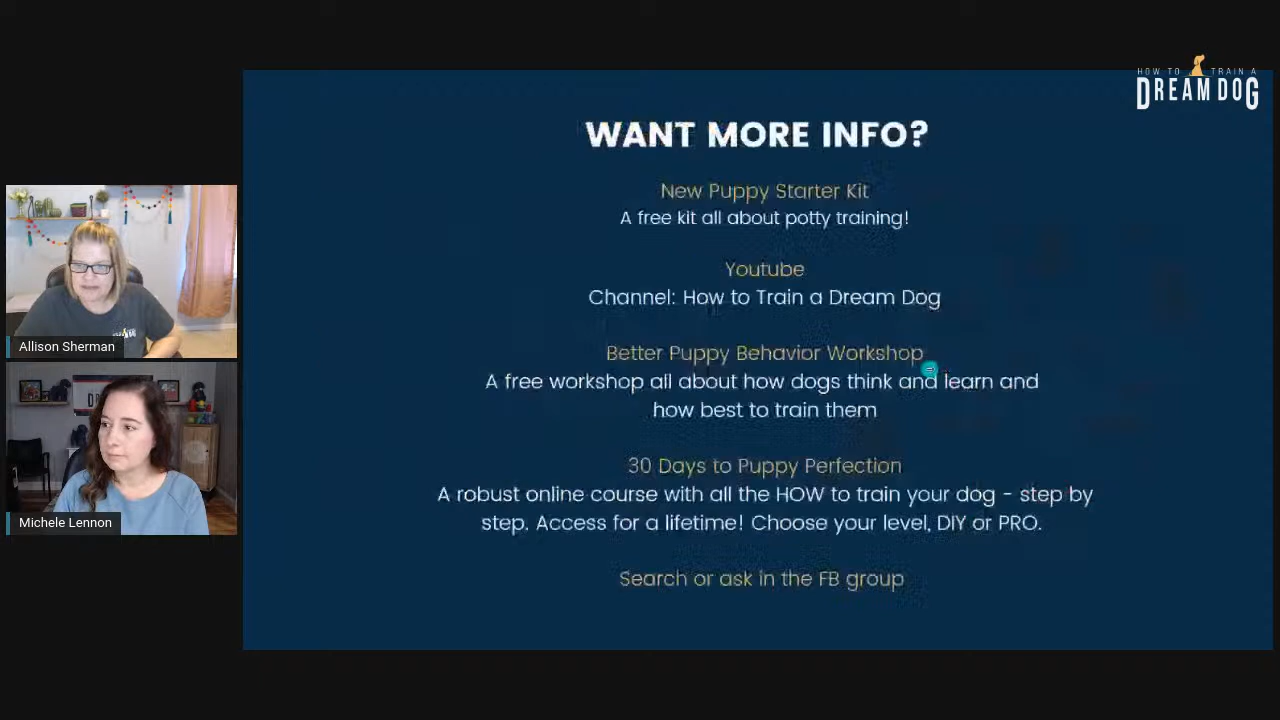 HOW TO TRAIN A
DREAM DOG
WANT MORE INFO?
New Puppy Starter Kit
A free kit all about potty training!
Youtube
Channel: How to Train a Dream Dog
Better Puppy Behavior Workshop
A free workshop all about how dogs think and learn and
how best to train them
30 Days to Puppy Perfection
A robust online course with all the HOW to train your dog - step by
step. Access for a lifetime! Choose your level, DIY or PRO.
Search or ask in the FB group
Allison Sherman
Michele Lennon